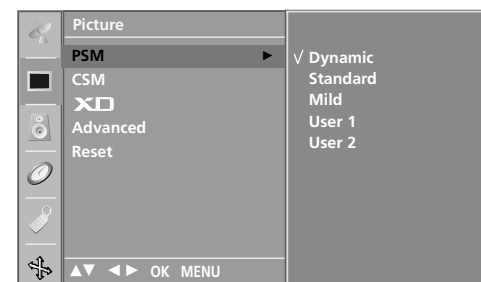 Picture
PSM ►
CSM
XD
Advanced
Reset
▲▼ ◄► OK MENU
√ Dynamic
Standard
Mild
User 1
User 2